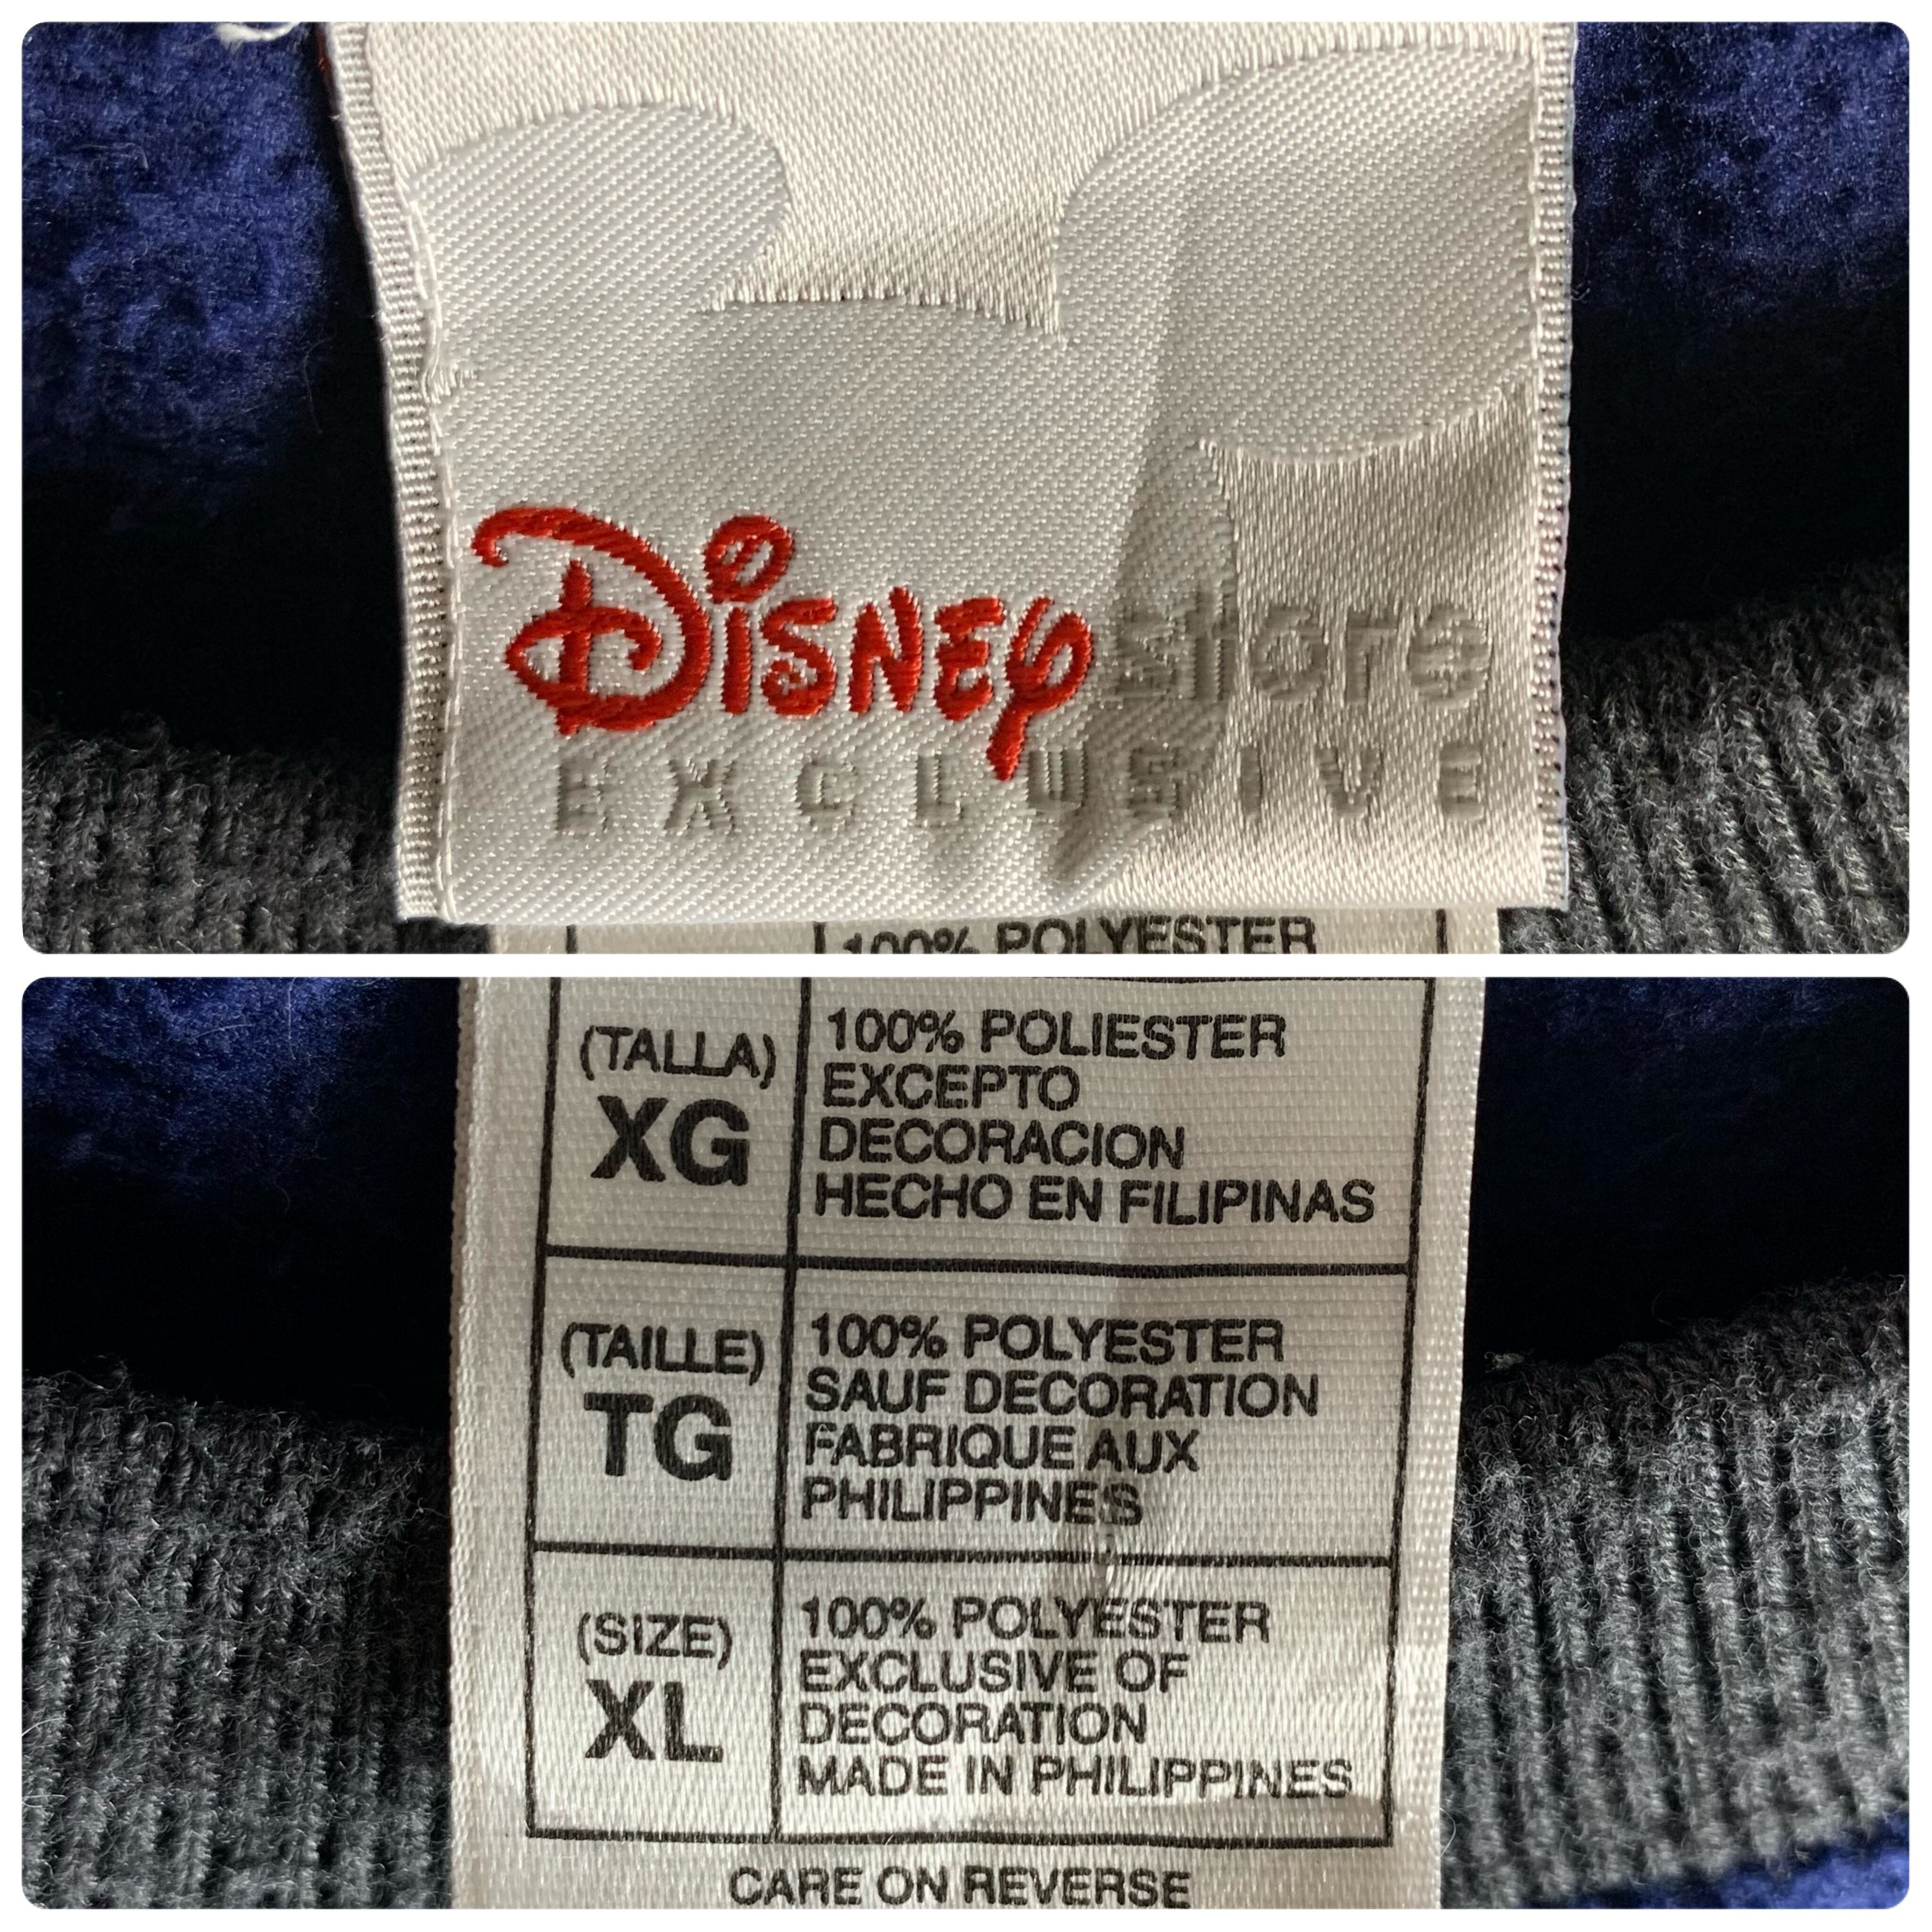 Disney store
EXCLUSIVE
100% POLYESTER
(TALLA)
XG
100% POLIESTER
EXCEPTO
DECORACION
HECHO EN FILIPINAS
(TAILLE)
TG
100% POLYESTER
SAUF DECORATION
FABRIQUE AUX
PHILIPPINES
(SIZE)
XL
100% POLYESTER
EXCLUSIVE OF
DECORATION
MADE IN PHILIPPINES
CARE ON REVERSE